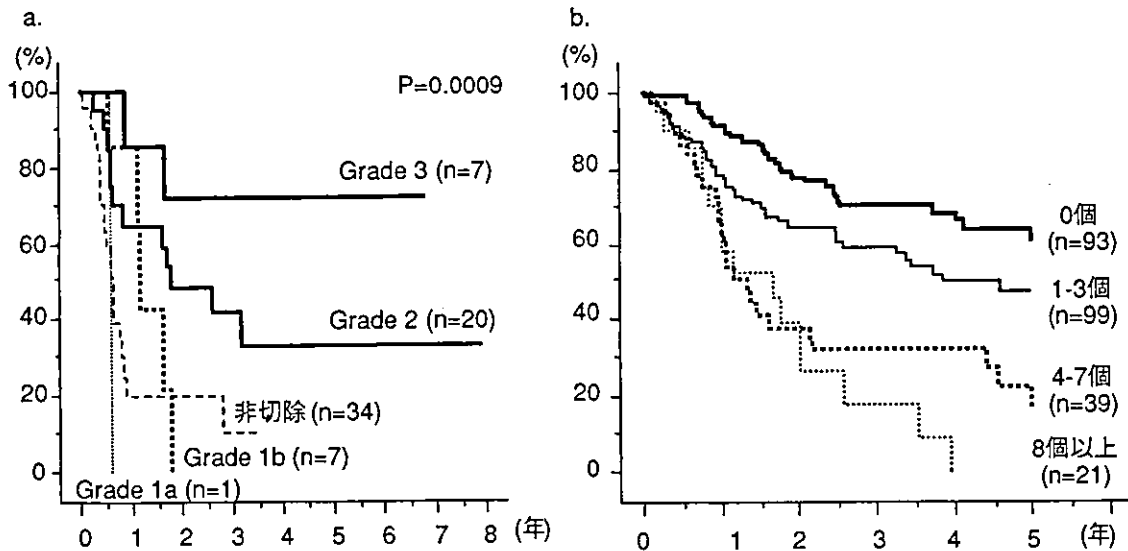 a.
(%)
100
80
60
40
20
0
P=0.0009
Grade 3 (n=7)
Grade 2 (n=20)
非切除 (n=34)
Grade 1b (n=7)
Grade 1a (n=1)
0 1 2 3 4 5 6 7 8 (年)
b.
(%)
100
80
60
40
20
0
0個
(n=93)
1-3個
(n=99)
4-7個
(n=39)
8個以上
(n=21)
0 1 2 3 4 5 (年)